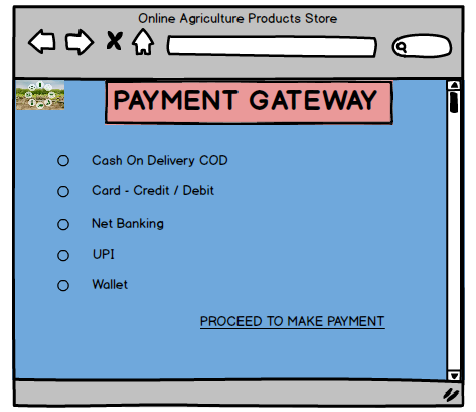 Online Agriculture Products Store
PAYMENT GATEWAY
Cash On Delivery COD
Card - Credit / Debit
Net Banking
UPI
Wallet
PROCEED TO MAKE PAYMENT